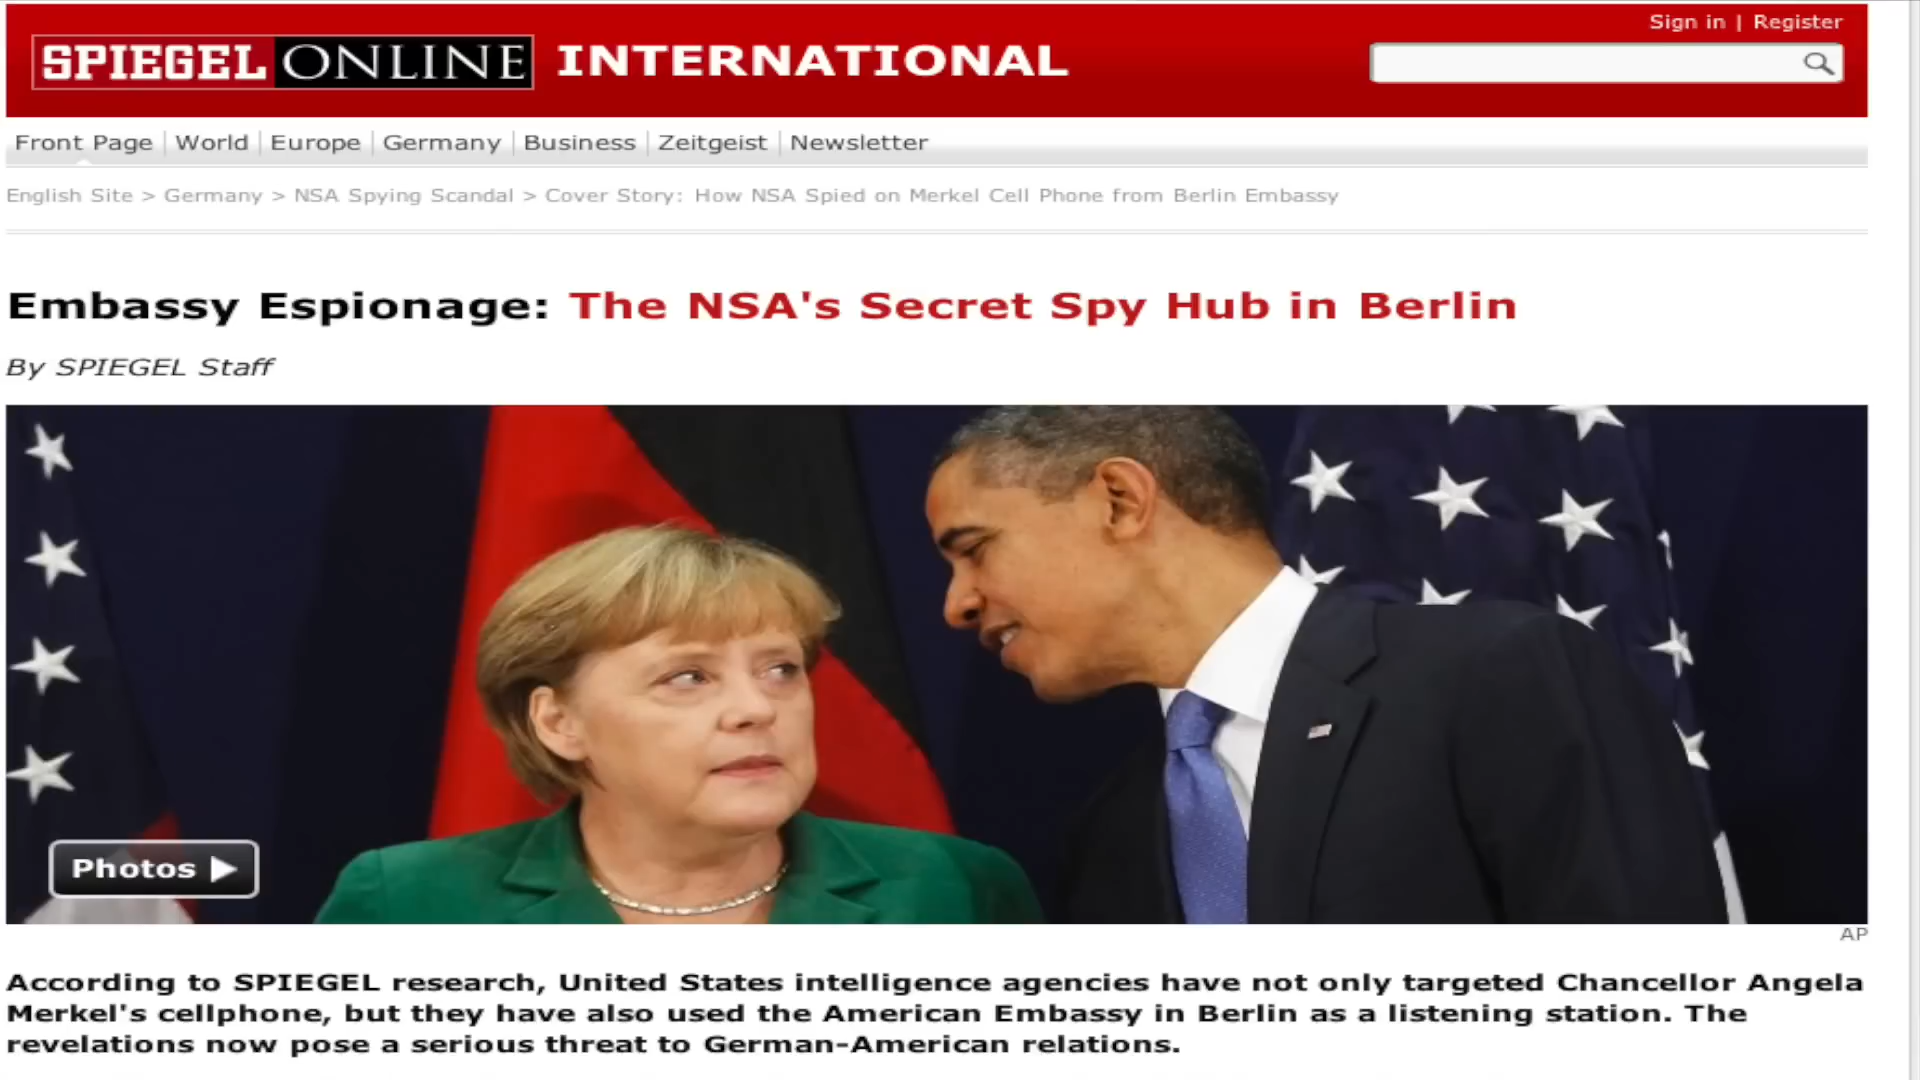 Sign in | Register
SPIEGEL ONLINE INTERNATIONAL
Front Page World Europe Germany Business Zeitgeist Newsletter
English Site > Germany > NSA Spying Scandal > Cover Story: How NSA Spied on Merkel Cell Phone from Berlin Embassy
Embassy Espionage: The NSA's Secret Spy Hub in Berlin
By SPIEGEL Staff
Photos
AP
According to SPIEGEL research, United States intelligence agencies have not only targeted Chancellor Angela
Merkel's cellphone, but they have also used the American Embassy in Berlin as a listening station. The
revelations now pose a serious threat to German-American relations.